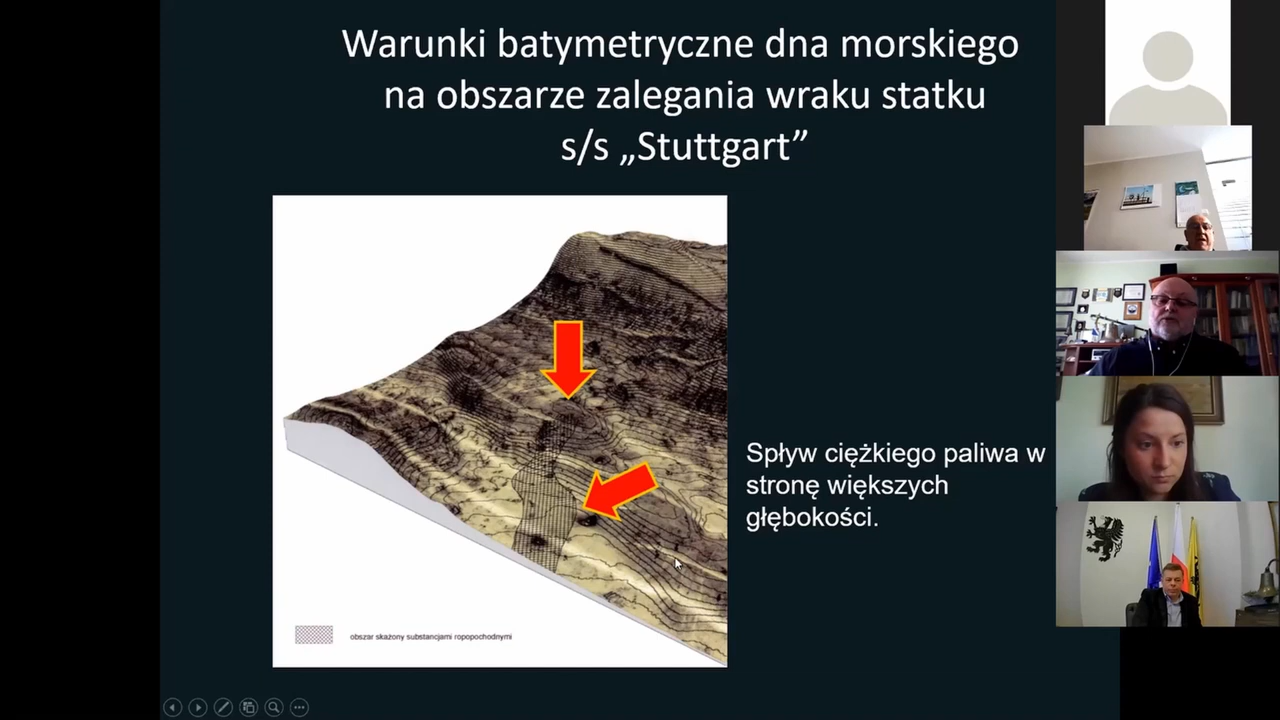 Warunki batymetryczne dna morskiego
na obszarze zalegania wraku statku
s/s „Stuttgart”
Spływ ciężkiego paliwa w
stronę większych
głębokości.
obszar skażony substancjami ropopochodnymi